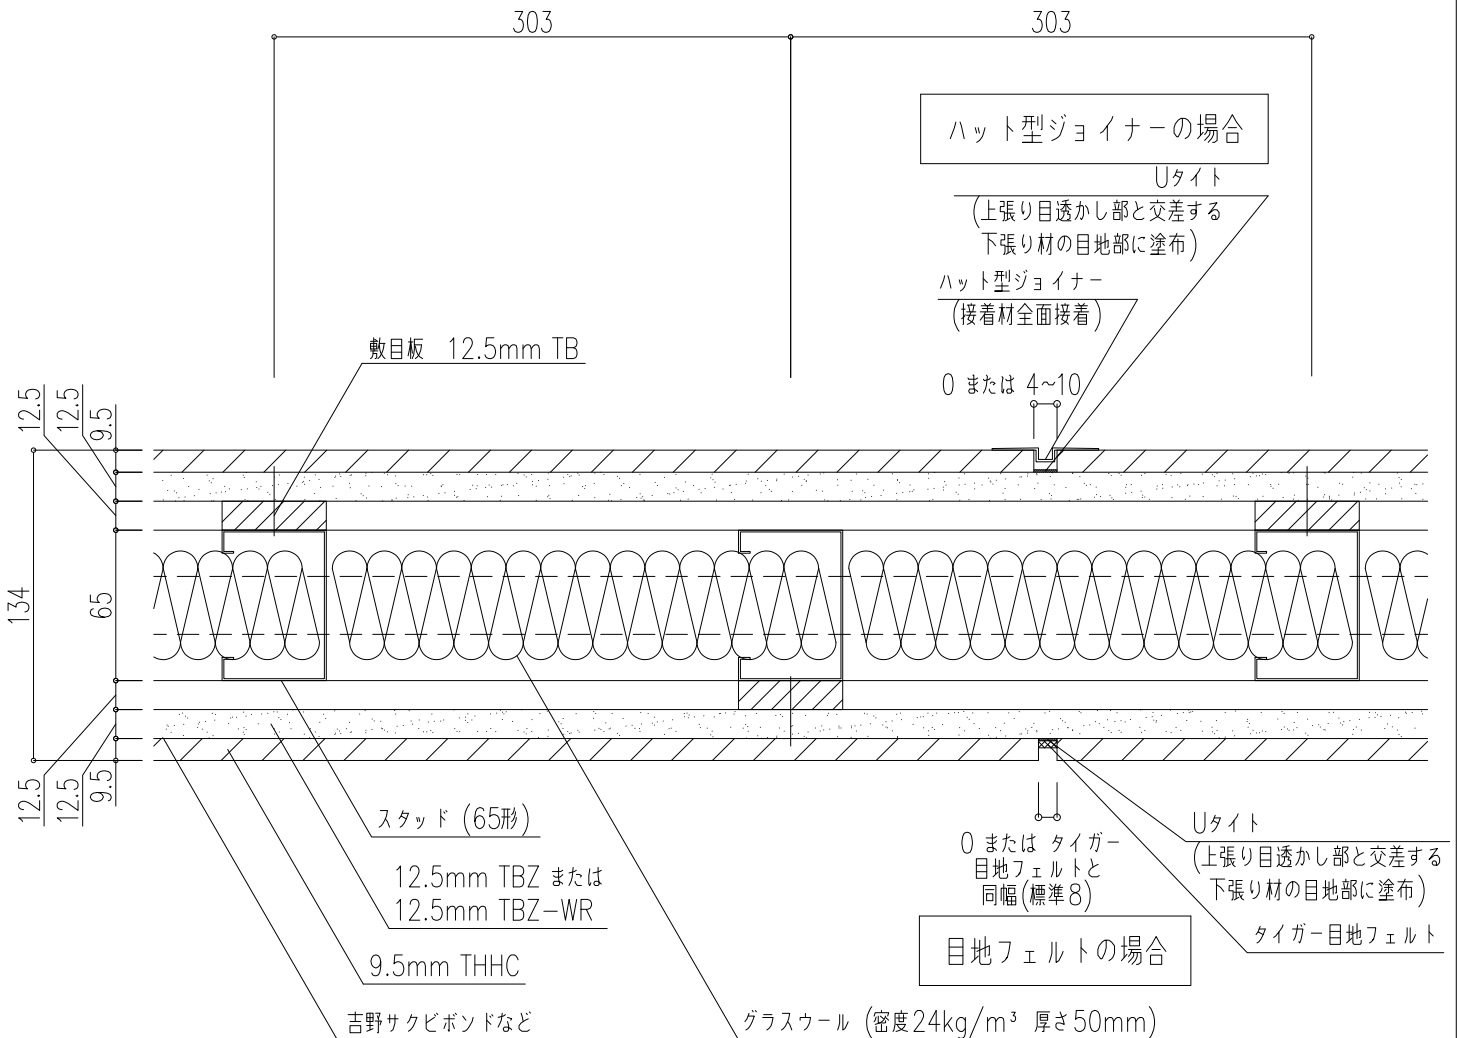 303
303
ハット型ジョイナーの場合
Uタイト
(上張り目透かし部と交差する
下張り材の目地部に塗布)
ハット型ジョイナー
(接着材全面接着)
敷目板 12.5mm TB
0 または 4~10
12.5
12.5
9.5
134
65
12.5
12.5
9.5
スタッド (65形)
12.5mm TBZ または
12.5mm TBZ-WR
9.5mm THHC
吉野サクビボンドなど
グラスウール (密度24kg/m³ 厚さ50mm)
0 または タイガー
目地フェルトと
同幅(標準8)
目地フェルトの場合
Uタイト
(上張り目透かし部と交差する
下張り材の目地部に塗布)
タイガー目地フェルト